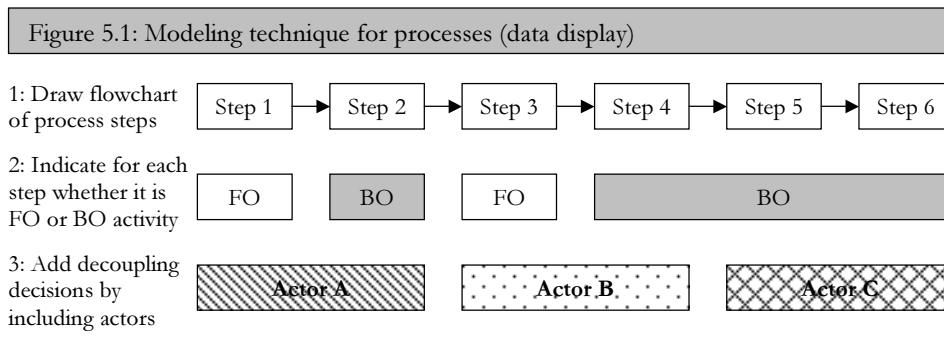 Figure 5.1: Modeling technique for processes (data display)
1: Draw flowchart
of process steps
Step 1
Step 2
Step 3
Step 4
Step 5
Step 6
2: Indicate for each
step whether it is
FO or BO activity
FO
BO
FO
BO
3: Add decoupling
decisions by
including actors
Actor A
Actor B
Actor C